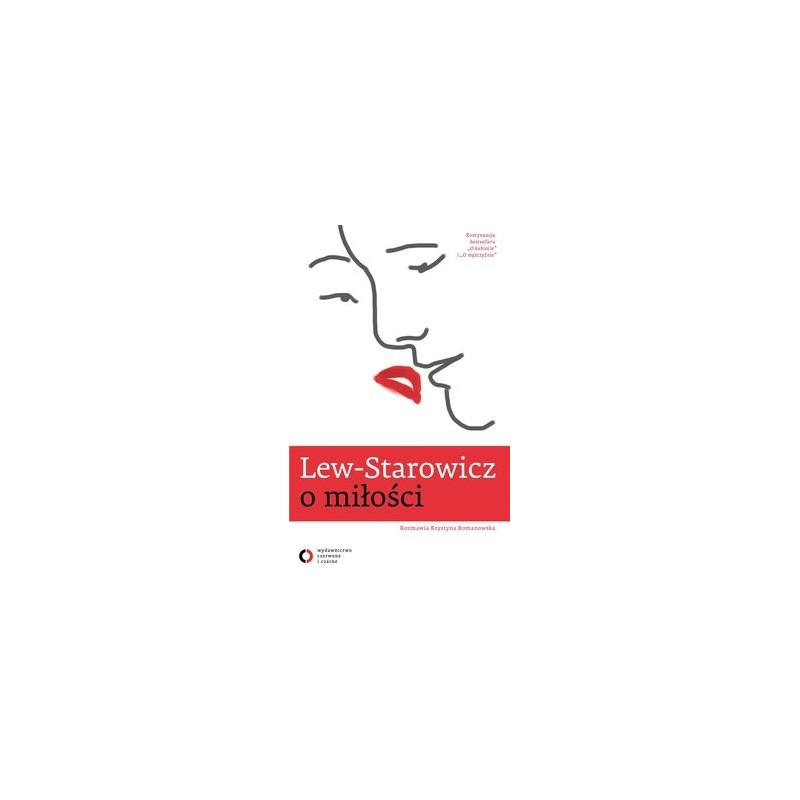 Kontynuacja
bestsellera
„O kobiecie"
i „O mężczyźnie"
Lew-Starowicz
o miłości
Rozmawia Krystyna Romanowska
wydawnictwo
czerwone
i czarne